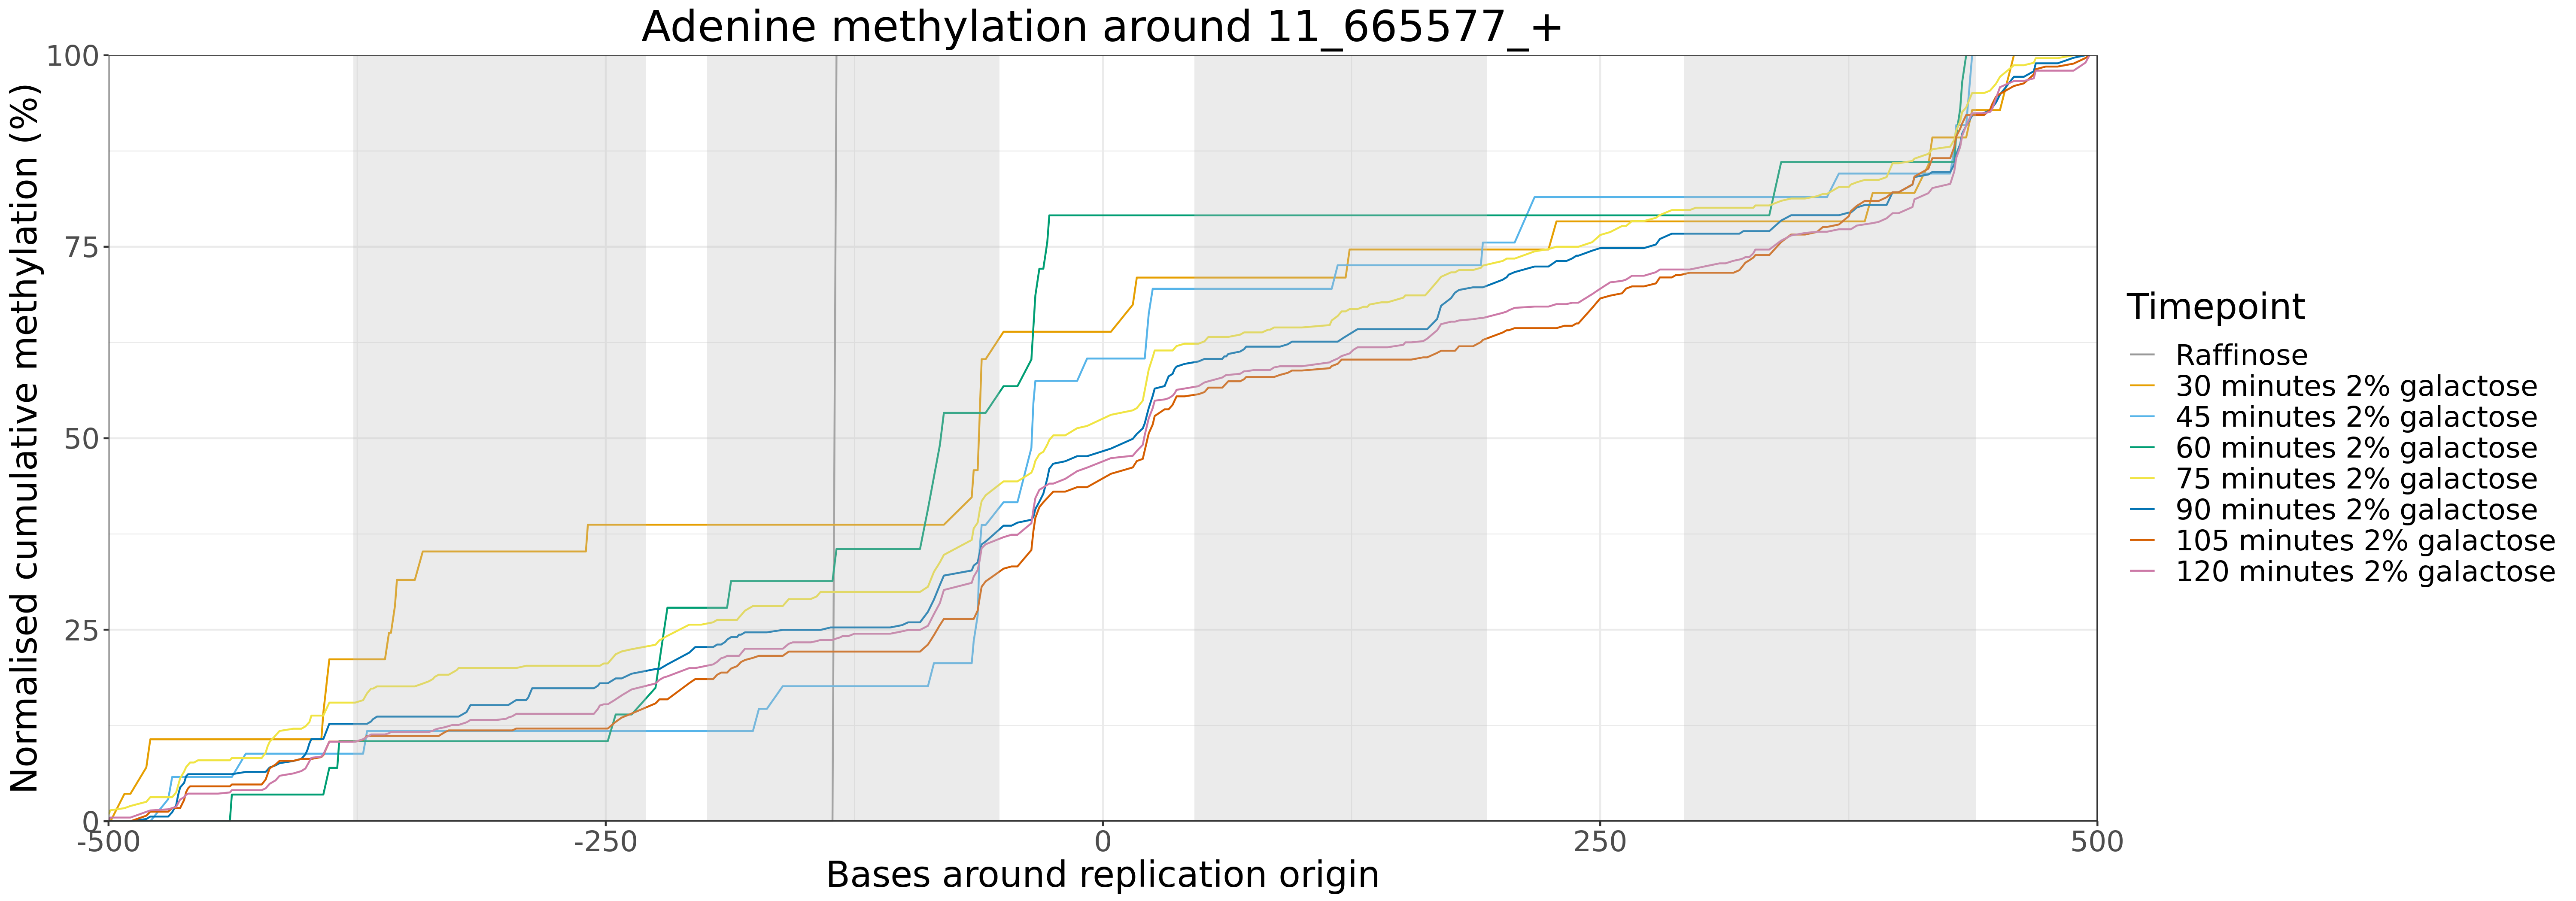 Adenine methylation around 11_665577_+
Normalised cumulative methylation (%)
100
75
50
25
0
-500
-250
0
250
500
Bases around replication origin
Timepoint
Raffinose
30 minutes 2% galactose
45 minutes 2% galactose
60 minutes 2% galactose
75 minutes 2% galactose
90 minutes 2% galactose
105 minutes 2% galactose
120 minutes 2% galactose